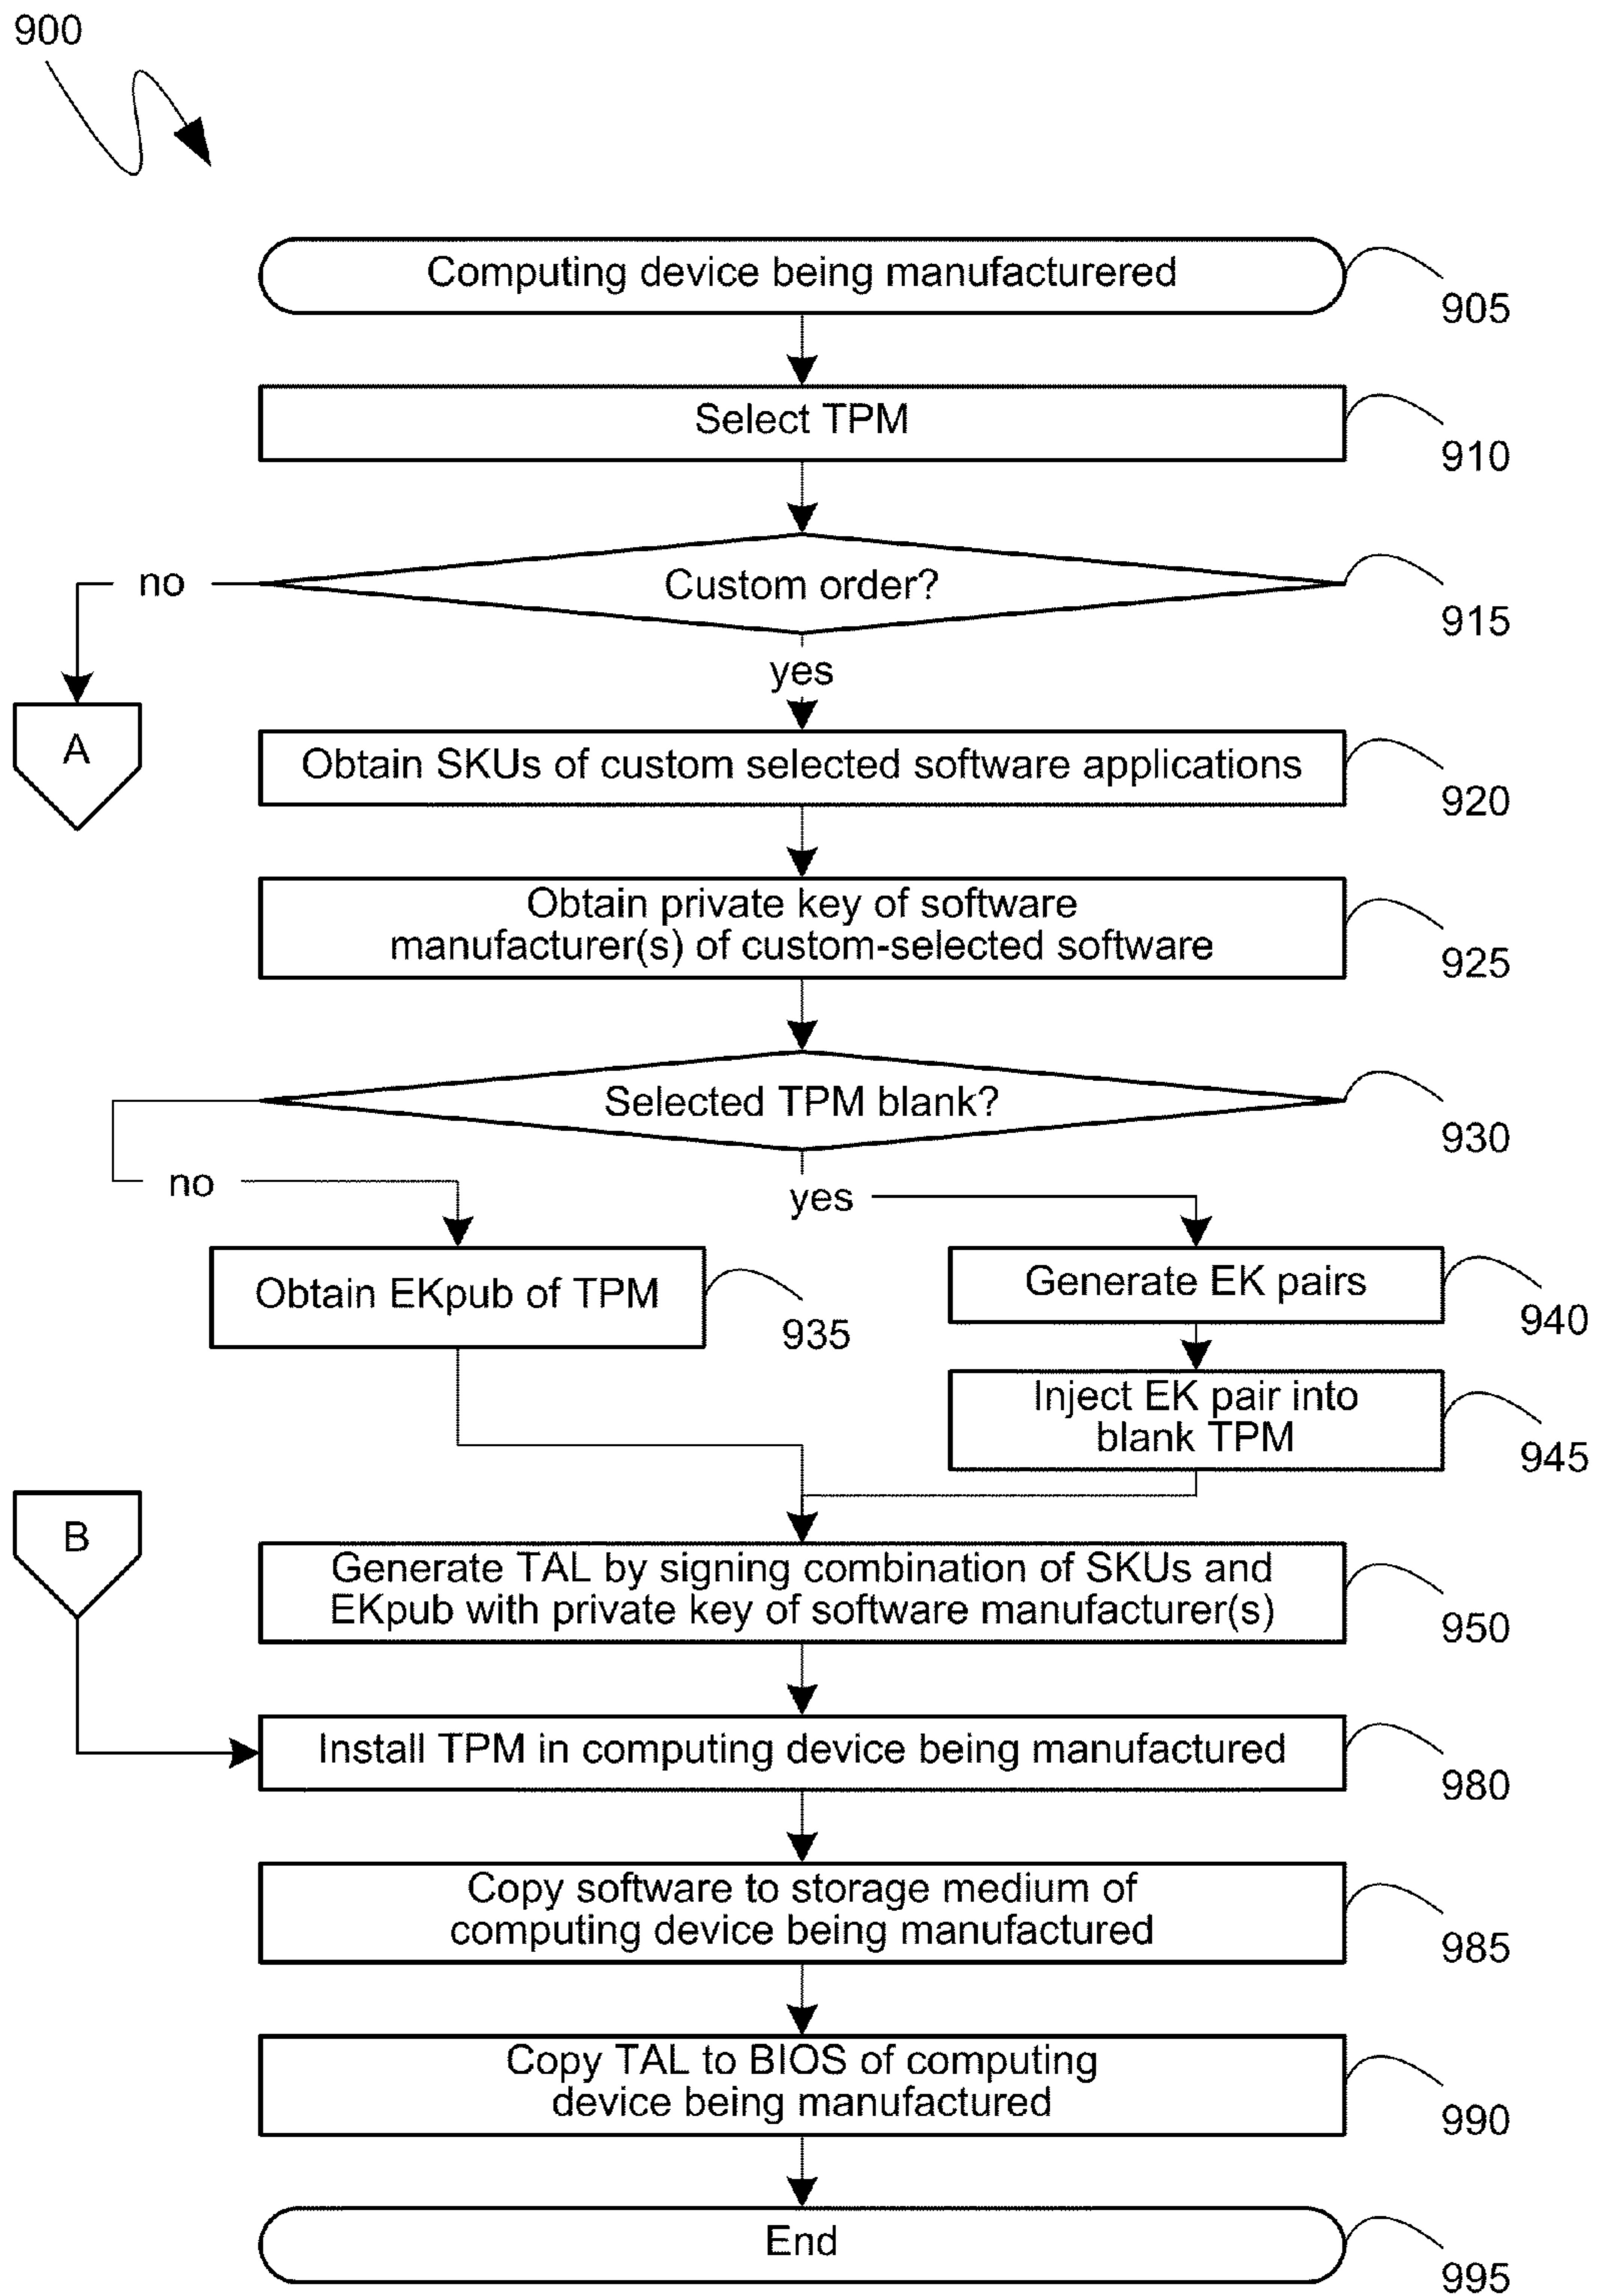 900
Computing device being manufacturered
905
Select TPM
910
Custom order?
915
no
yes
A
Obtain SKUs of custom selected software applications
920
Obtain private key of software
manufacturer(s) of custom-selected software
925
Selected TPM blank?
930
no
yes
Obtain EKpub of TPM
935
Generate EK pairs
940
Inject EK pair into
blank TPM
945
B
Generate TAL by signing combination of SKUs and
EKpub with private key of software manufacturer(s)
950
Install TPM in computing device being manufactured
980
Copy software to storage medium of
computing device being manufactured
985
Copy TAL to BIOS of computing
device being manufactured
990
End
995